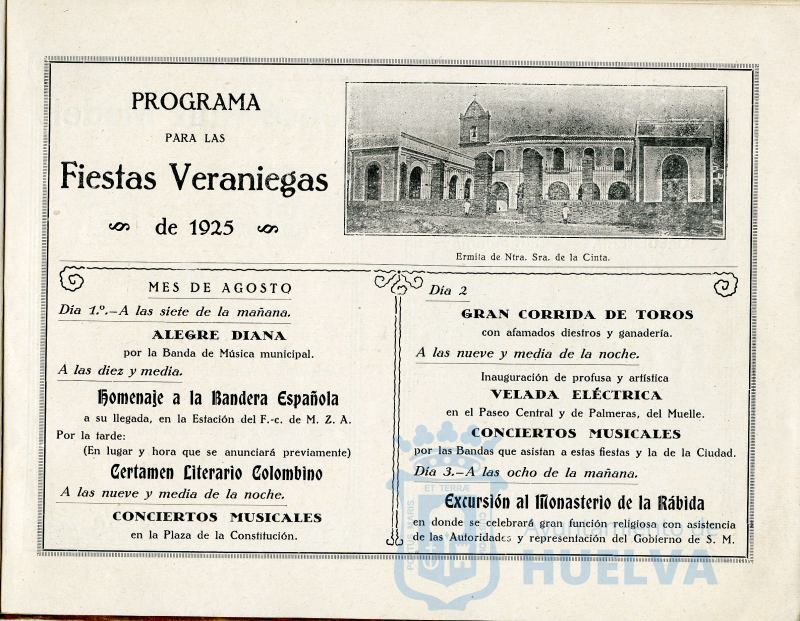 PROGRAMA
PARA LAS
Fiestas Veraniegas
de 1925
Ermita de Ntra. Sra. de la Cinta.
MES DE AGOSTO
Día 1.º.—A las siete de la mañana.
ALEGRE DIANA
por la Banda de Música municipal.
A las diez y media.
Homenaje a la Bandera Española
a su llegada, en la Estación del F.-c. de M. Z. A.
Por la tarde:
(En lugar y hora que se anunciará previamente)
Certamen Literario Colombino
A las nueve y media de la noche.
CONCIERTOS MUSICALES
en la Plaza de la Constitución.
Día 2
GRAN CORRIDA DE TOROS
con afamados diestros y ganadería.
A las nueve y media de la noche.
Inauguración de profusa y artística
VELADA ELÉCTRICA
en el Paseo Central y de Palmeras, del Muelle.
CONCIERTOS MUSICALES
por las Bandas que asistan a estas fiestas y la de la Ciudad.
Día 3.—A las ocho de la mañana.
Excursión al Monasterio de la Rábida
en donde se celebrará gran función religiosa con asistencia
de las Autoridades y representación del Gobierno de S. M.
PORTUS MARIS
ET TERRÆ
Ayuntamiento de
HUELVA